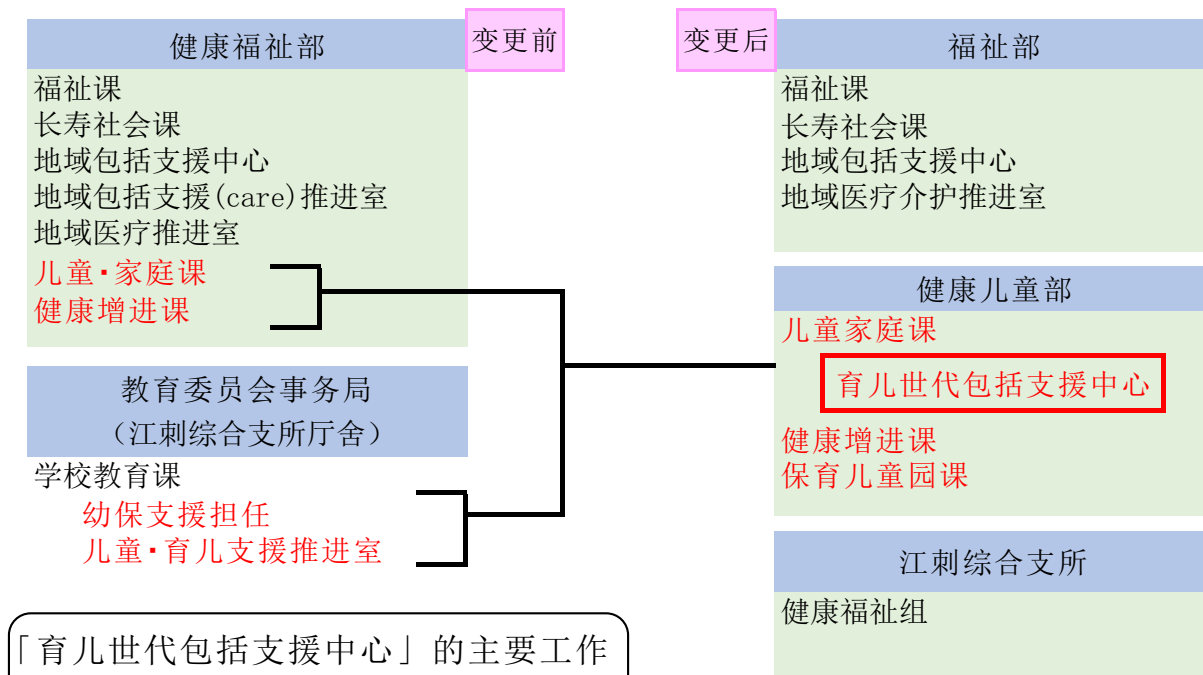 变更前
健康福祉部
福祉课
长寿社会课
地域包括支援中心
地域包括支援(care)推进室
地域医疗推进室
儿童・家庭课
健康增进课
教育委员会事务局
（江刺综合支所厅舍）
学校教育课
幼保支援担任
儿童・育儿支援推进室
「育儿世代包括支援中心」的主要工作
变更后
福祉部
福祉课
长寿社会课
地域包括支援中心
地域医疗介护推进室
健康儿童部
儿童家庭课
育儿世代包括支援中心
健康增进课
保育儿童园课
江刺综合支所
健康福祉组